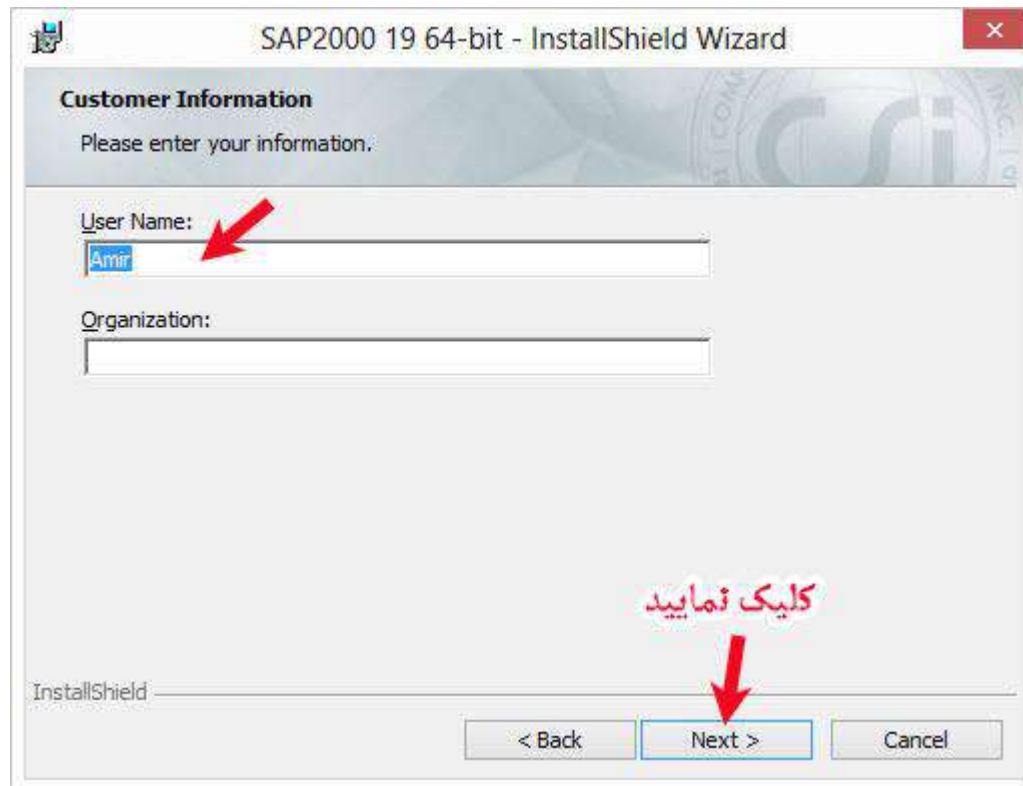 SAP2000 19 64-bit - InstallShield Wizard
Customer Information
Please enter your information.
CSi
User Name:
Amir
Organization:
کلیک نمایید
InstallShield
< Back
Next >
Cancel